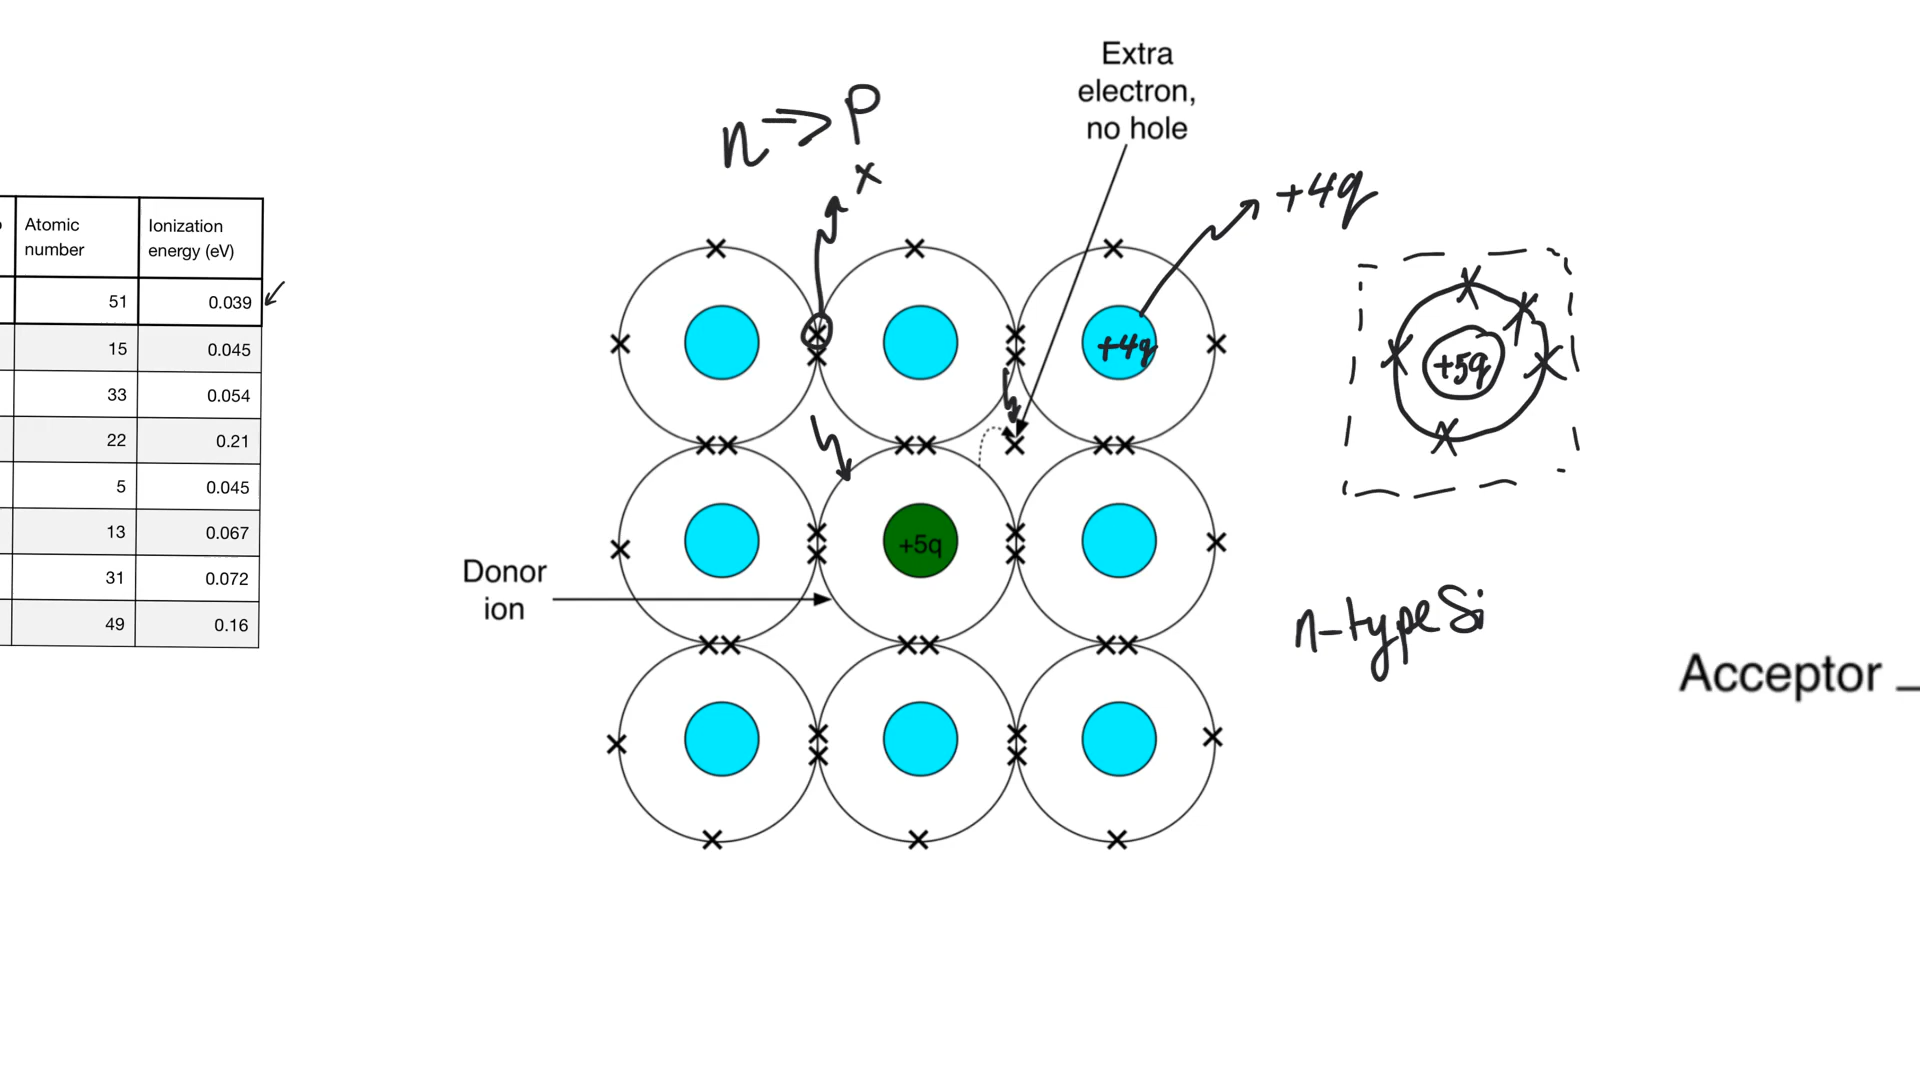 Extra
electron,
no hole
n => P
x
+4q
Atomic
number
Ionization
energy (eV)
51 0.039
15 0.045
33 0.054
22 0.21
5 0.045
13 0.067
31 0.072
49 0.16
+4q
+5q
+5q
Donor
ion
n-type Si
Acceptor